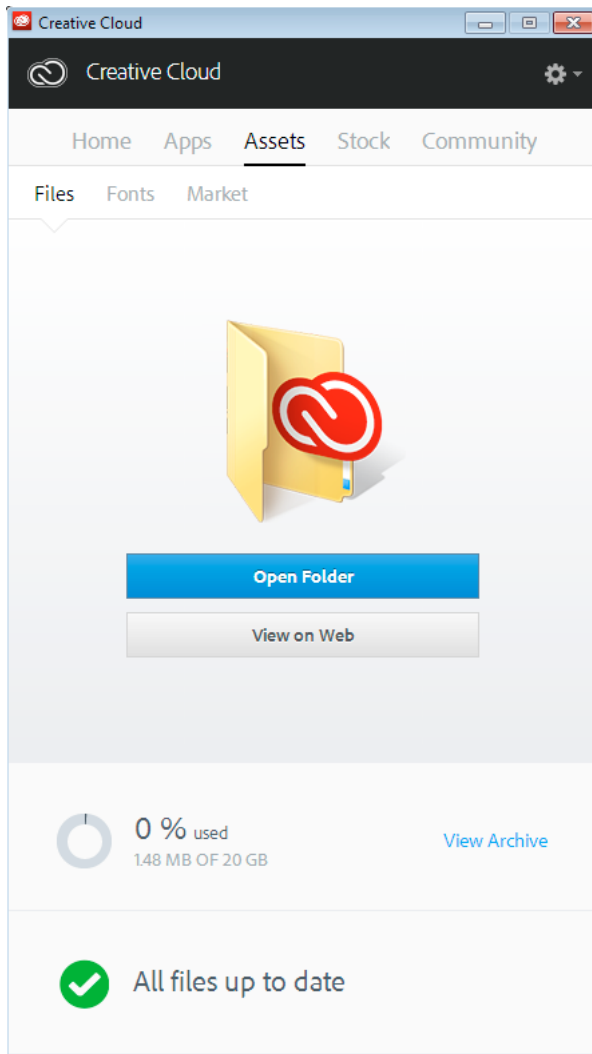 Creative Cloud
Creative Cloud
Home Apps Assets Stock Community
Files Fonts Market
Open Folder
View on Web
0 % used
1.48 MB OF 20 GB
View Archive
All files up to date